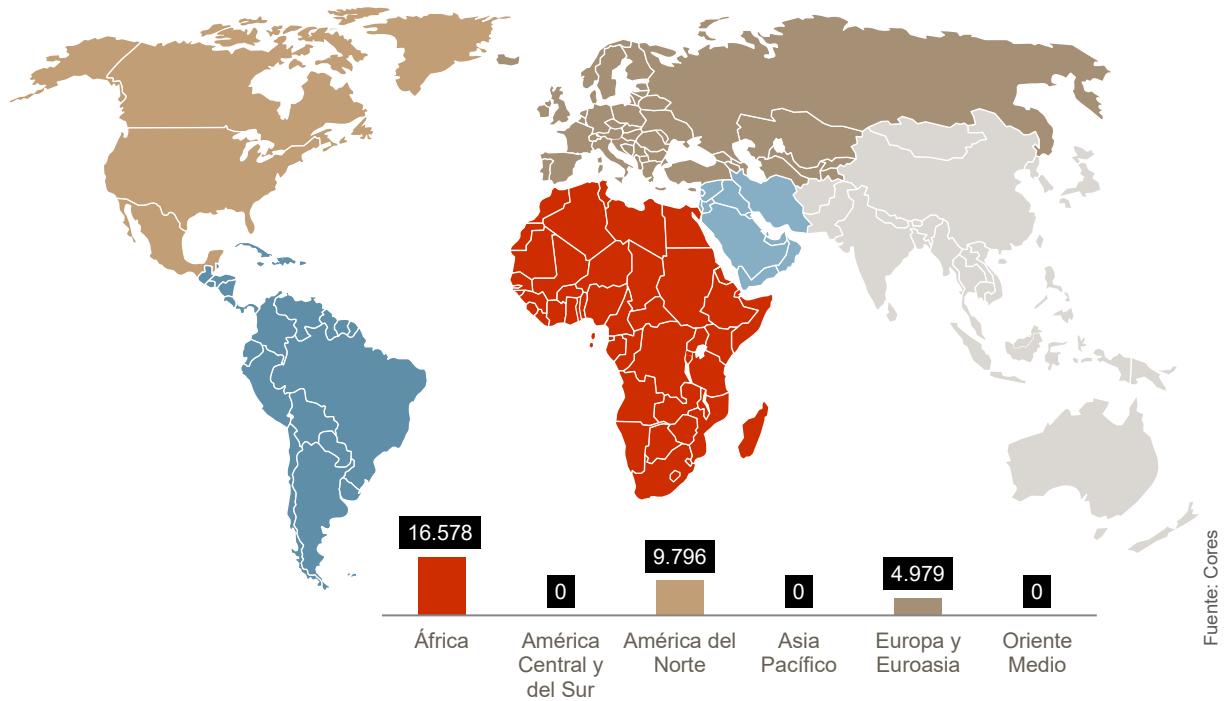 16.578
0
9.796
0
4.979
0
África
América
Central y
del Sur
América del
Norte
Asia
Pacífico
Europa y
Euroasia
Oriente
Medio
Fuente: Cores